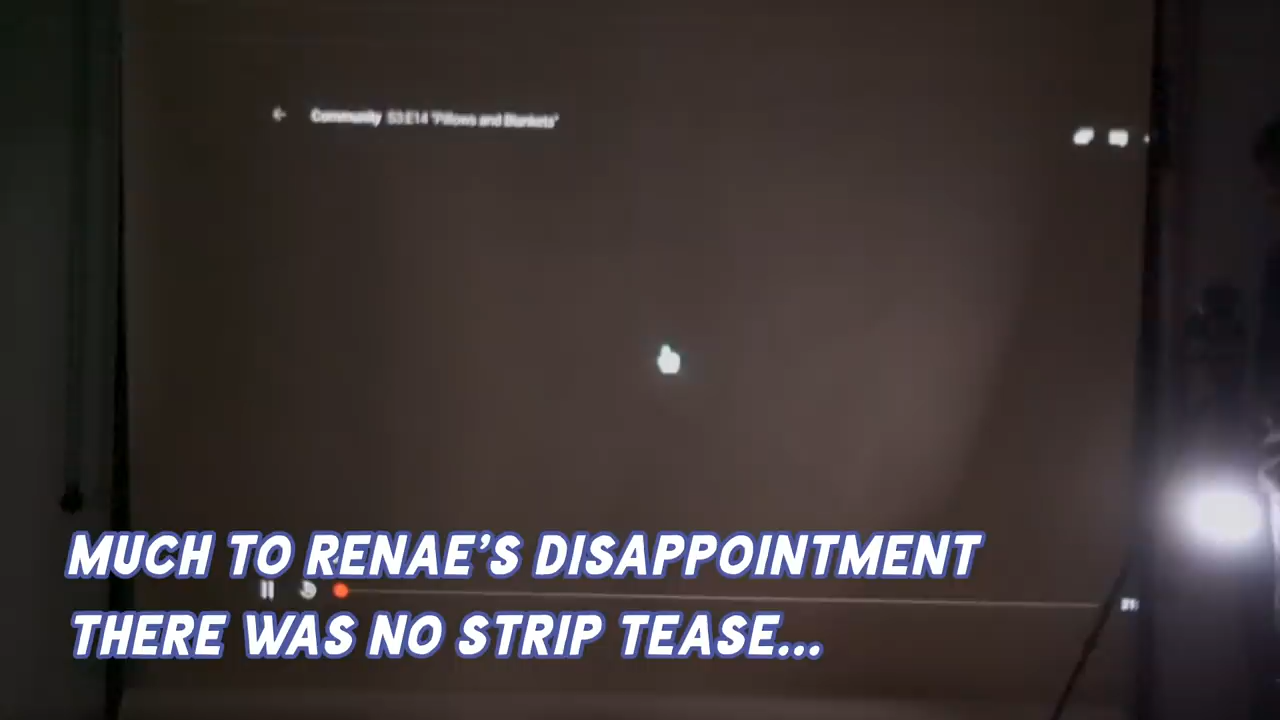 Community S3:E14 "Pillows and Blankets"
MUCH TO RENAE'S DISAPPOINTMENT
THERE WAS NO STRIP TEASE...